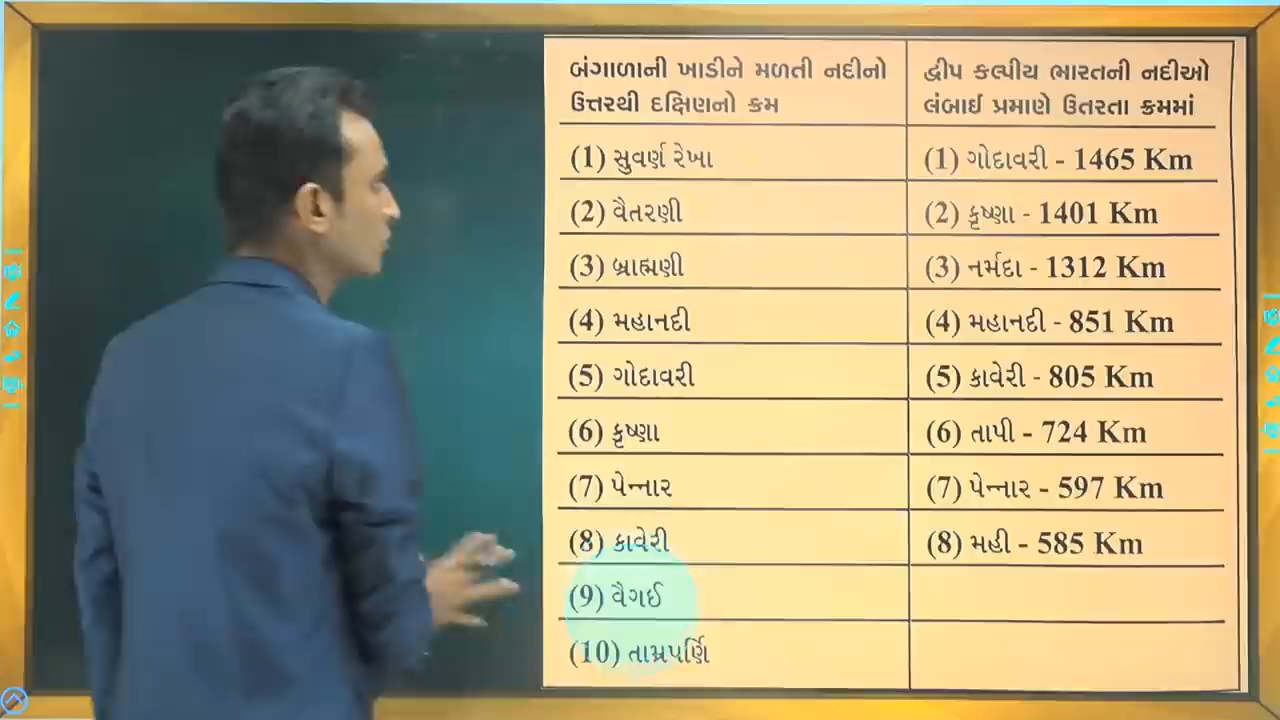 બંગાળાની ખાડીને મળતી નદીનો
ઉત્તરથી દક્ષિણનો ક્રમ
(1) સુવર્ણ રેખા
(2) વૈતરણી
(3) બ્રાહ્મણી
(4) મહાનદી
(5) ગોદાવરી
(6) કૃષ્ણા
(7) પેન્નાર
(8) કાવેરી
(9) વૈગઈ
(10) તામ્રપર્ણિ
દ્વીપ કલ્પીય ભારતની નદીઓ
લંબાઈ પ્રમાણે ઉતરતા ક્રમમાં
(1) ગોદાવરી - 1465 Km
(2) કૃષ્ણા - 1401 Km
(3) નર્મદા - 1312 Km
(4) મહાનદી - 851 Km
(5) કાવેરી - 805 Km
(6) તાપી - 724 Km
(7) પેન્નાર - 597 Km
(8) મહી - 585 Km